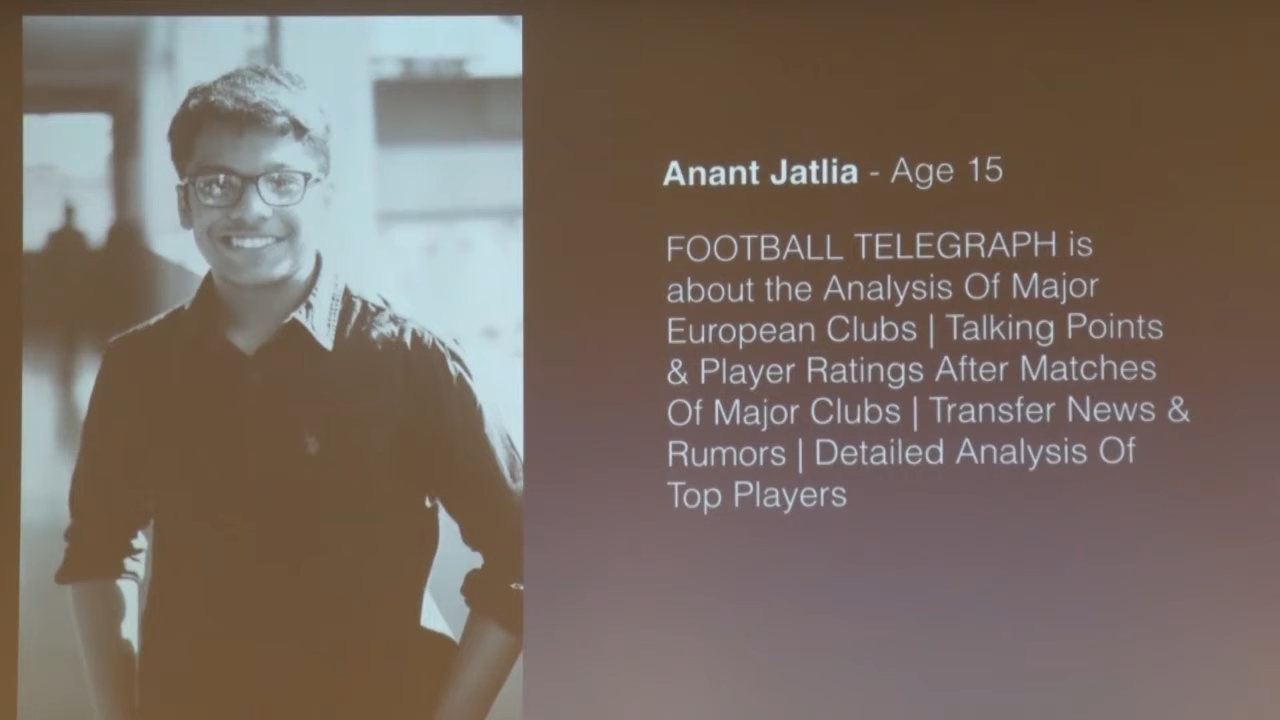 Anant Jatlia - Age 15
FOOTBALL TELEGRAPH is
about the Analysis Of Major
European Clubs | Talking Points
& Player Ratings After Matches
Of Major Clubs | Transfer News &
Rumors | Detailed Analysis Of
Top Players